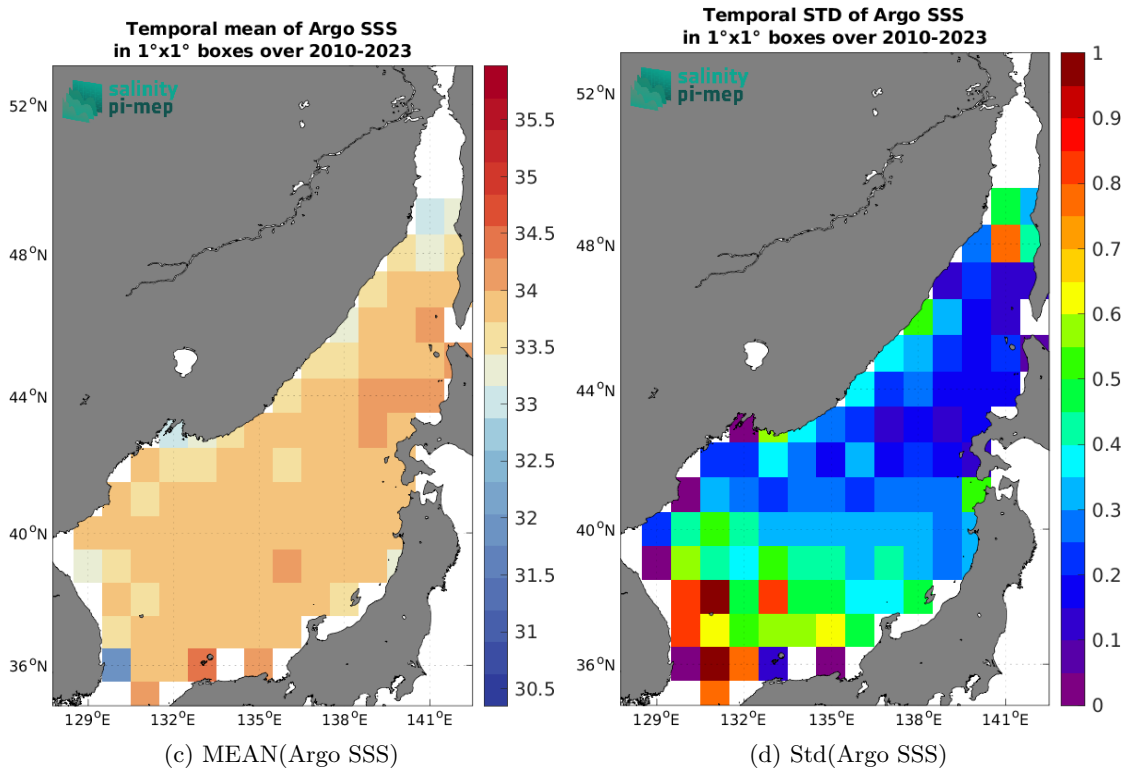 Temporal mean of Argo SSS
in 1°x1° boxes over 2010-2023
salinity
pi-mep
52°N
48°N
44°N
40°N
36°N
129°E 132°E 135°E 138°E 141°E
35.5
35
34.5
34
33.5
33
32.5
32
31.5
31
30.5
(c) MEAN(Argo SSS)
Temporal STD of Argo SSS
in 1°x1° boxes over 2010-2023
salinity
pi-mep
52°N
48°N
44°N
40°N
36°N
129°E 132°E 135°E 138°E 141°E
1
0.9
0.8
0.7
0.6
0.5
0.4
0.3
0.2
0.1
0
(d) Std(Argo SSS)